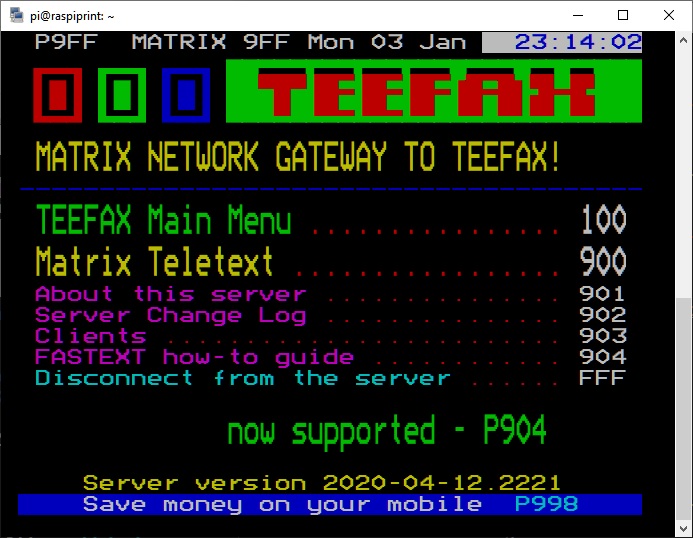 pi@raspiprint: ~
P9FF MATRIX 9FF Mon 03 Jan 23:14:02
TEEFAX
MATRIX NETWORK GATEWAY TO TEEFAX!
TEEFAX Main Menu ................ 100
Matrix Teletext ................. 900
About this server ............... 901
Server Change Log ............... 902
Clients ......................... 903
FASTEXT how-to guide ............ 904
Disconnect from the server ...... FFF
now supported - P904
Server version 2020-04-12.2221
Save money on your mobile P998